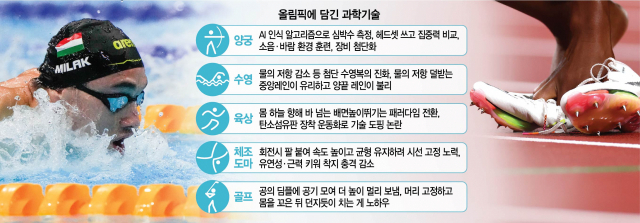 올림픽에 담긴 과학기술
양궁
AI 인식 알고리즘으로 심박수 측정, 헤드셋 쓰고 집중력 비교,
소음·바람 환경 훈련, 장비 첨단화
수영
물의 저항 감소 등 첨단 수영복의 진화, 물의 저항 덜받는
중앙레인이 유리하고 양끝 레인이 불리
육상
몸 하늘 향해 바 넘는 배면높이뛰기는 패러다임 전환,
탄소섬유판 장착 운동화로 기술 도핑 논란
체조
도마
회전시 팔 붙여 속도 높이고 균형 유지하려 시선 고정 노력,
유연성·근력 키워 착지 충격 감소
골프
공의 딤플에 공기 모여 더 높이 멀리 보냄, 머리 고정하고
몸을 꼬은 뒤 던지듯이 치는 게 노하우
arena
MILAK